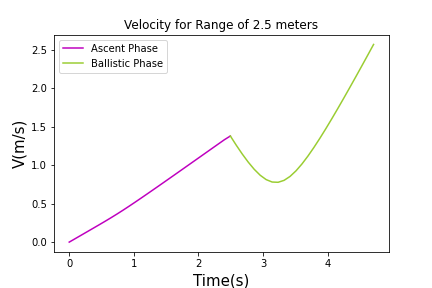 Velocity for Range of 2.5 meters
Ascent Phase
Ballistic Phase
V(m/s)
2.5
2.0
1.5
1.0
0.5
0.0
0 1 2 3 4
Time(s)